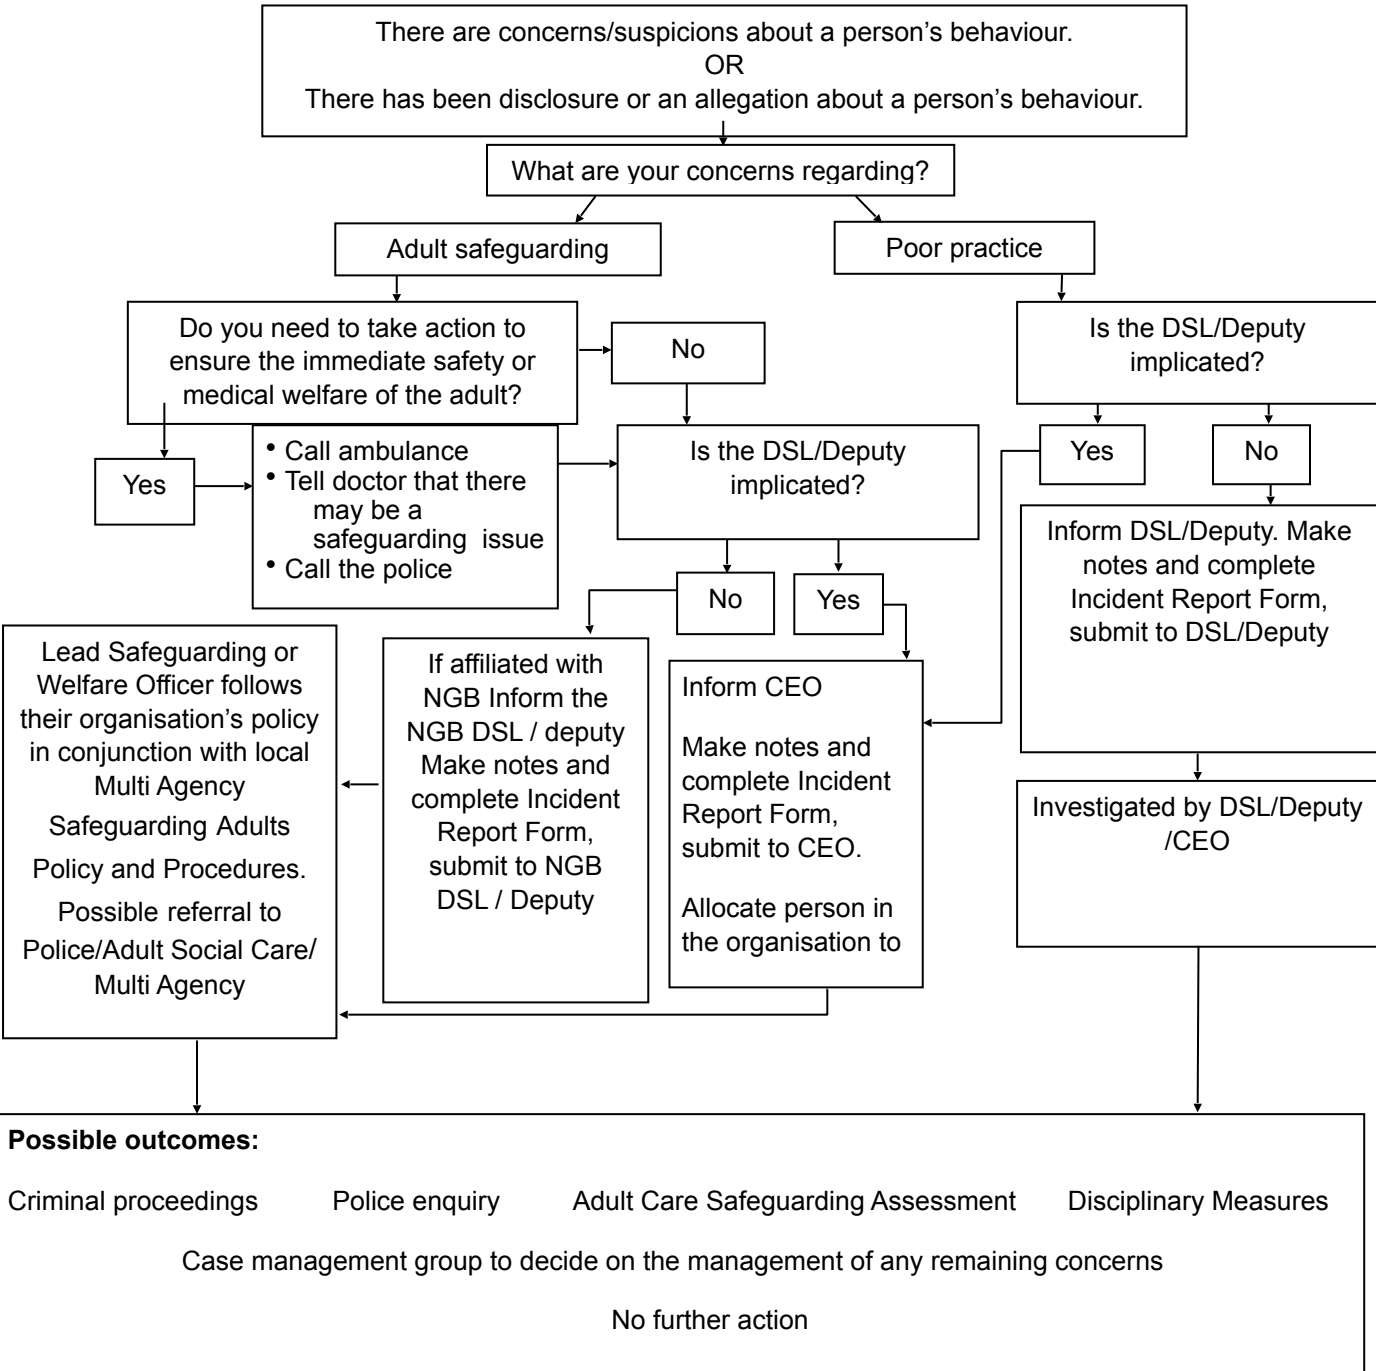 There are concerns/suspicions about a person’s behaviour.
OR
There has been disclosure or an allegation about a person’s behaviour.
What are your concerns regarding?
Adult safeguarding
Poor practice
Do you need to take action to
ensure the immediate safety or
medical welfare of the adult?
No
Is the DSL/Deputy
implicated?
Yes
• Call ambulance
• Tell doctor that there
may be a
safeguarding issue
• Call the police
Is the DSL/Deputy
implicated?
Yes
No
No
Yes
Inform DSL/Deputy. Make
notes and complete
Incident Report Form,
submit to DSL/Deputy
Lead Safeguarding or
Welfare Officer follows
their organisation’s policy
in conjunction with local
Multi Agency
Safeguarding Adults
Policy and Procedures.
Possible referral to
Police/Adult Social Care/
Multi Agency
If affiliated with
NGB Inform the
NGB DSL / deputy
Make notes and
complete Incident
Report Form,
submit to NGB
DSL / Deputy
Inform CEO
Make notes and
complete Incident
Report Form,
submit to CEO.
Allocate person in
the organisation to
Investigated by DSL/Deputy
/CEO
Possible outcomes:
Criminal proceedings Police enquiry Adult Care Safeguarding Assessment Disciplinary Measures
Case management group to decide on the management of any remaining concerns
No further action